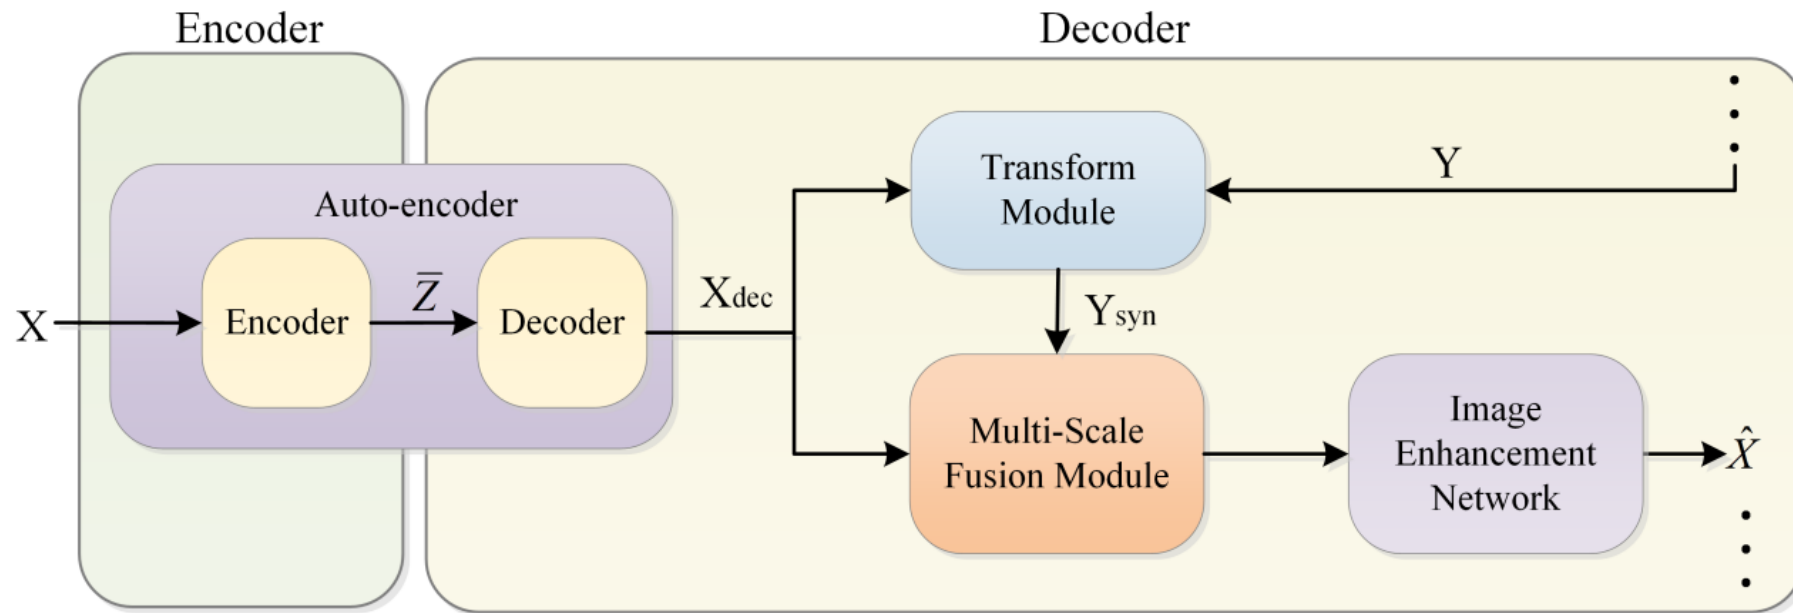 Encoder
Decoder
Transform
Module
Y
Auto-encoder
X
Encoder
Z̅
Decoder
Xdec
Ysyn
Multi-Scale
Fusion Module
Image
Enhancement
Network
X̂